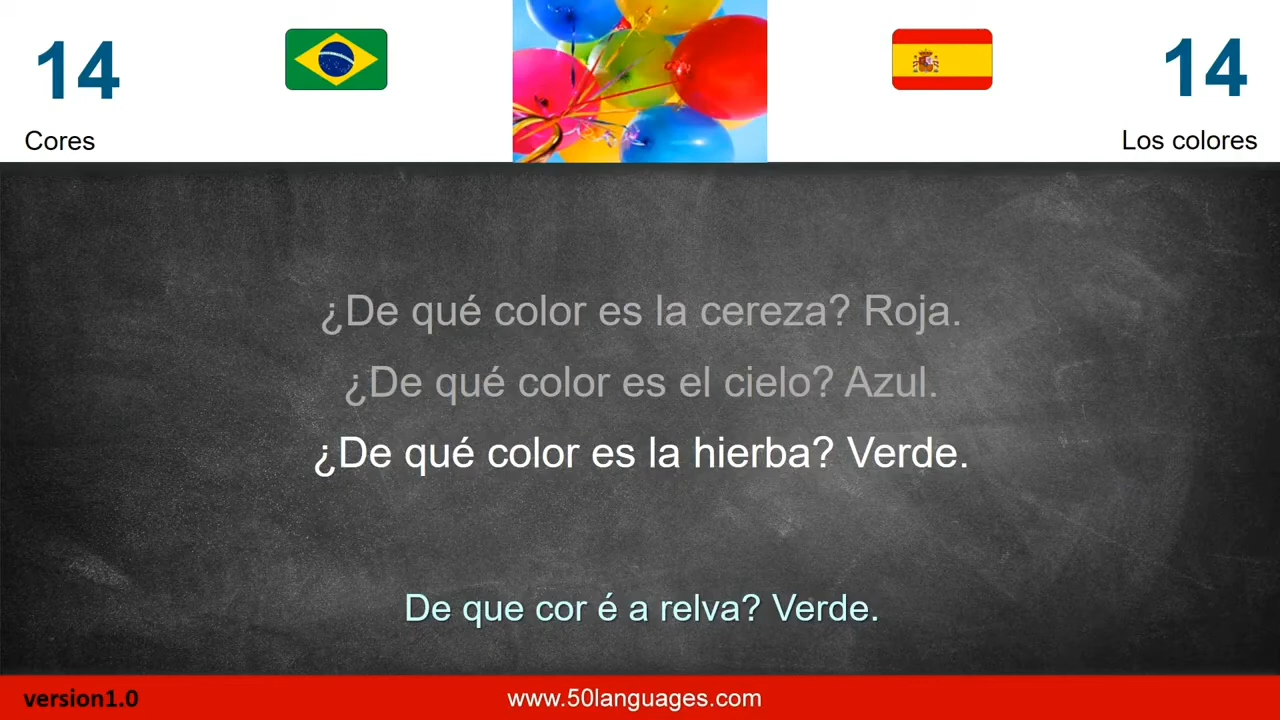 14
14
Cores
Los colores
¿De qué color es la cereza? Roja.
¿De qué color es el cielo? Azul.
¿De qué color es la hierba? Verde.
De que cor é a relva? Verde.
version1.0
www.50languages.com